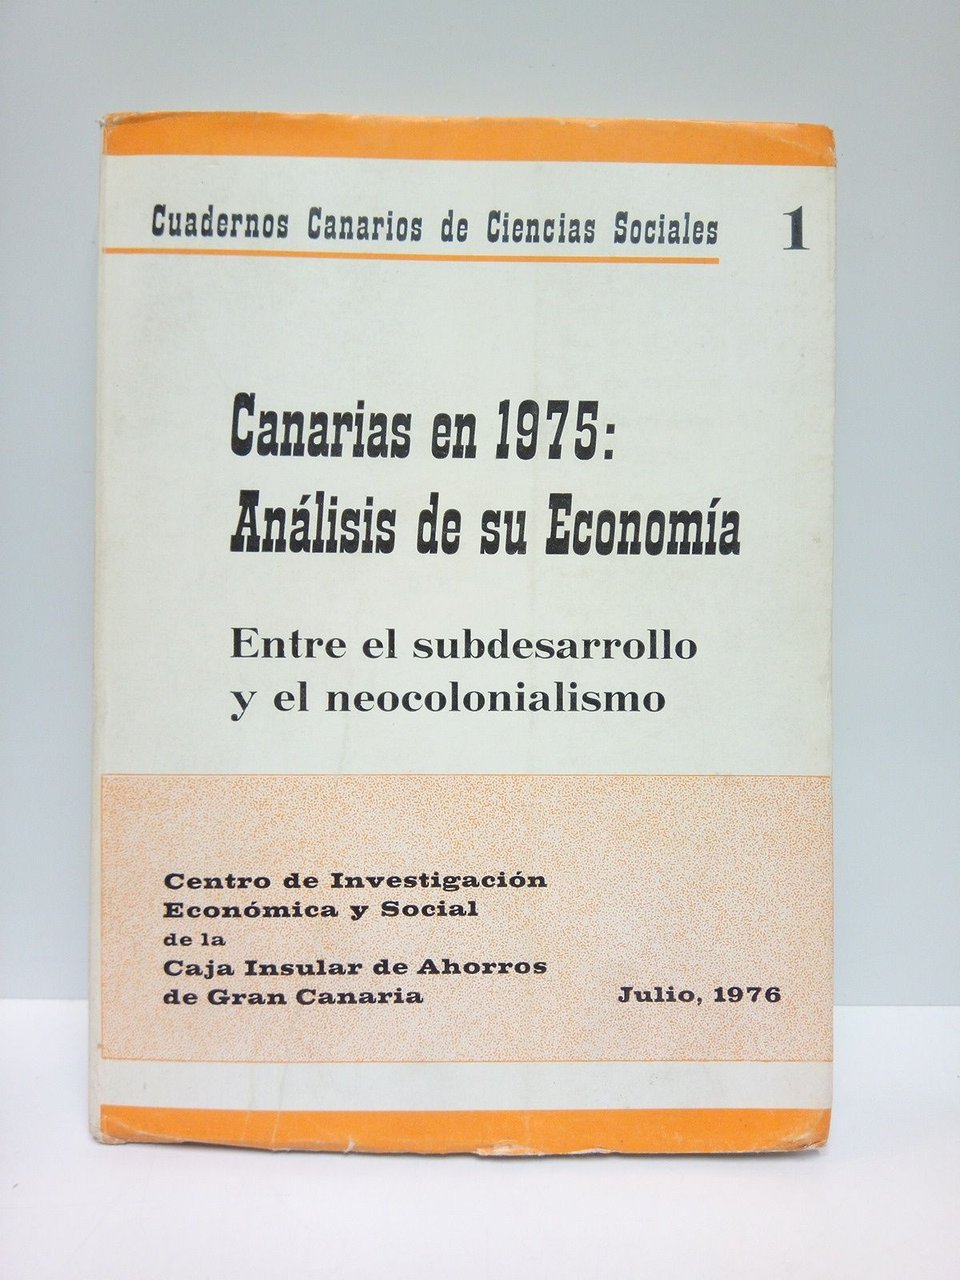 Cuadernos Canarios de Ciencias Sociales 1
Canarias en 1975:
Análisis de su Economía
Entre el subdesarrollo
y el neocolonialismo
Centro de Investigación
Económica y Social
de la
Caja Insular de Ahorros
de Gran Canaria Julio, 1976